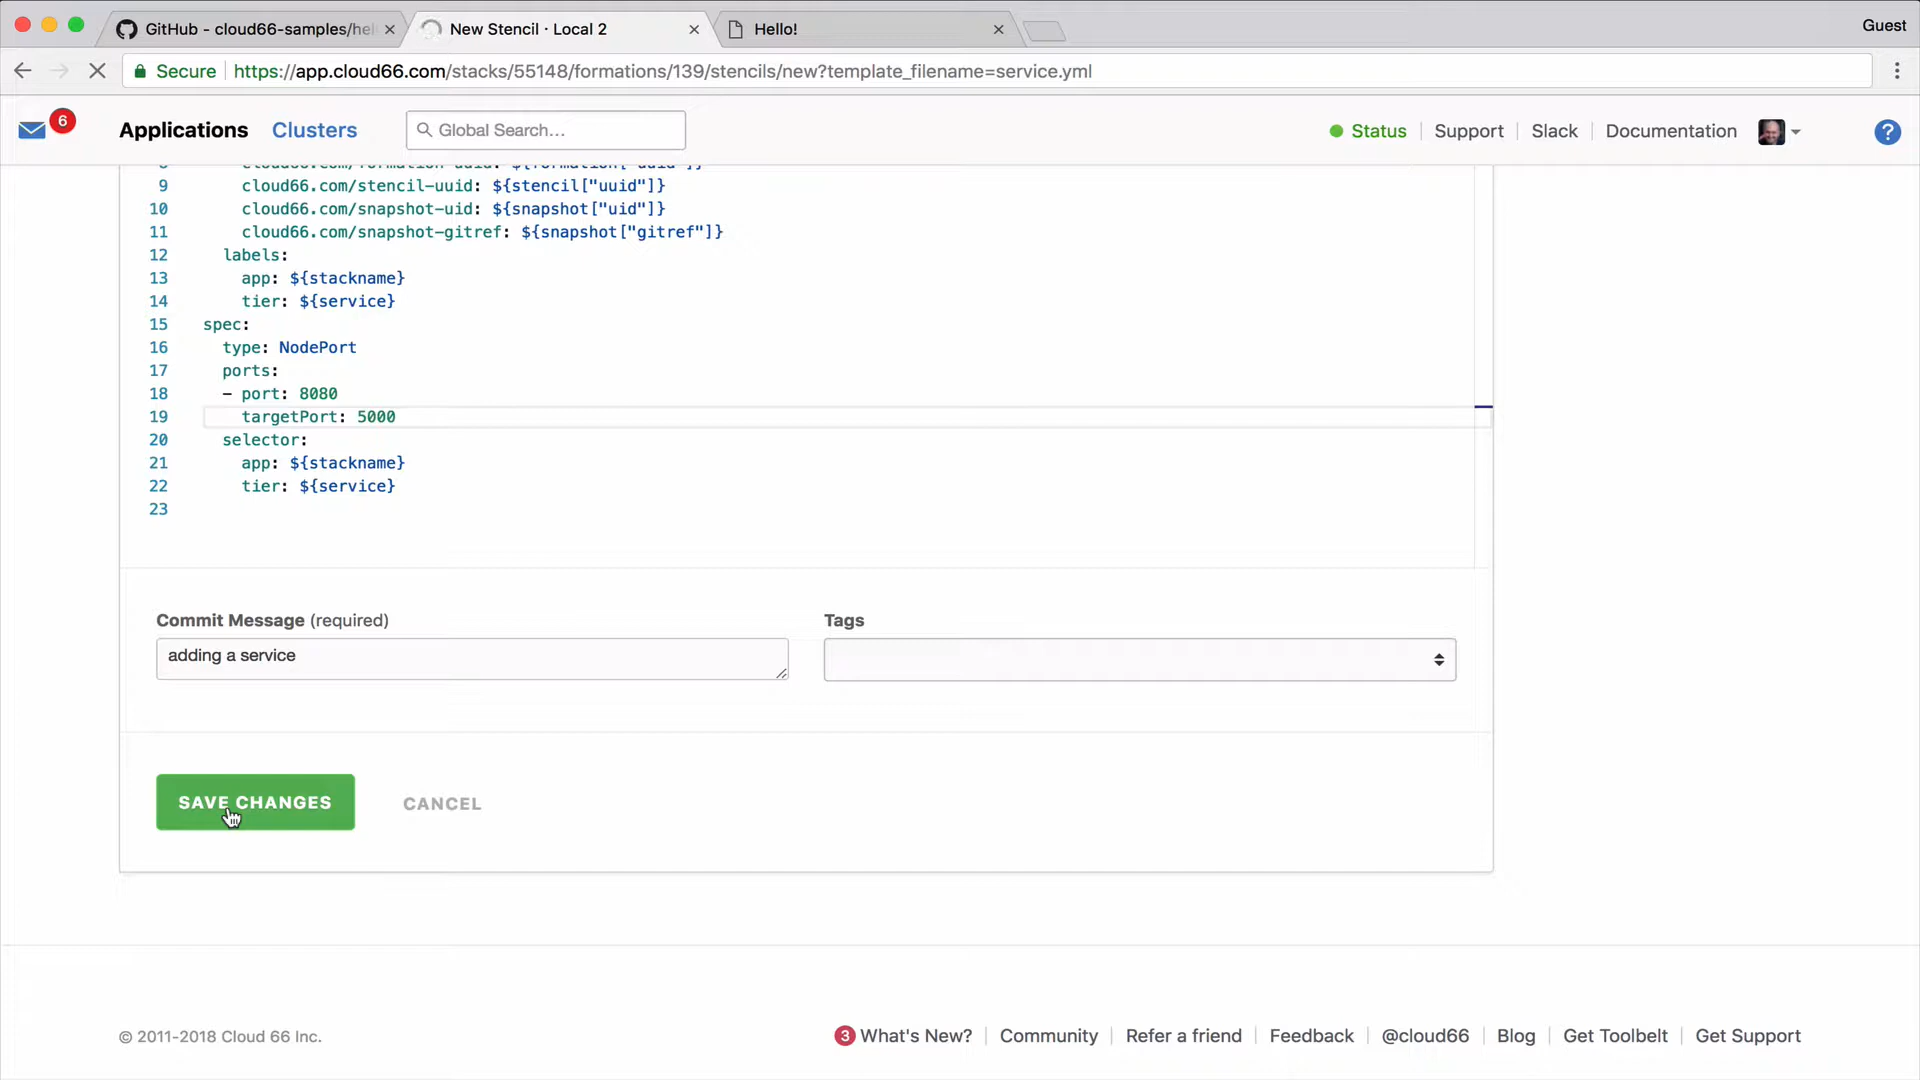 GitHub - cloud66-samples/hel
New Stencil · Local 2
Hello!
Guest
Secure
https://app.cloud66.com/stacks/55148/formations/139/stencils/new?template_filename=service.yml
6
Applications
Clusters
Global Search...
Status
Support
Slack
Documentation
?
9 cloud66.com/stencil-uuid: ${stencil["uuid"]}
10 cloud66.com/snapshot-uid: ${snapshot["uid"]}
11 cloud66.com/snapshot-gitref: ${snapshot["gitref"]}
12 labels:
13 app: ${stackname}
14 tier: ${service}
15 spec:
16 type: NodePort
17 ports:
18 - port: 8080
19 targetPort: 5000
20 selector:
21 app: ${stackname}
22 tier: ${service}
23
Commit Message (required)
Tags
adding a service
SAVE CHANGES
CANCEL
© 2011-2018 Cloud 66 Inc.
3 What's New?
Community
Refer a friend
Feedback
@cloud66
Blog
Get Toolbelt
Get Support